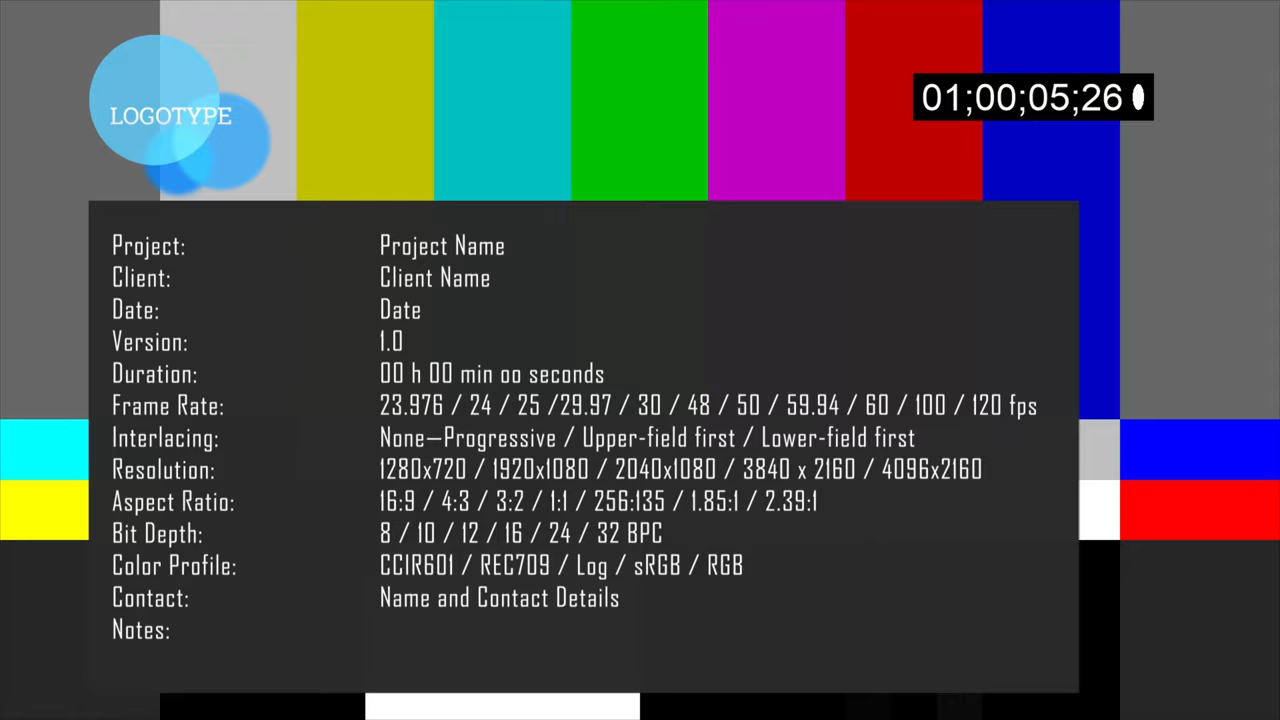 LOGOTYPE
01;00;05;26
Project: Project Name
Client: Client Name
Date: Date
Version: 1.0
Duration: 00 h 00 min oo seconds
Frame Rate: 23.976 / 24 / 25 /29.97 / 30 / 48 / 50 / 59.94 / 60 / 100 / 120 fps
Interlacing: None–Progressive / Upper-field first / Lower-field first
Resolution: 1280x720 / 1920x1080 / 2040x1080 / 3840 x 2160 / 4096x2160
Aspect Ratio: 16:9 / 4:3 / 3:2 / 1:1 / 256:135 / 1.85:1 / 2.39:1
Bit Depth: 8 / 10 / 12 / 16 / 24 / 32 BPC
Color Profile: CCIR601 / REC709 / Log / sRGB / RGB
Contact: Name and Contact Details
Notes: